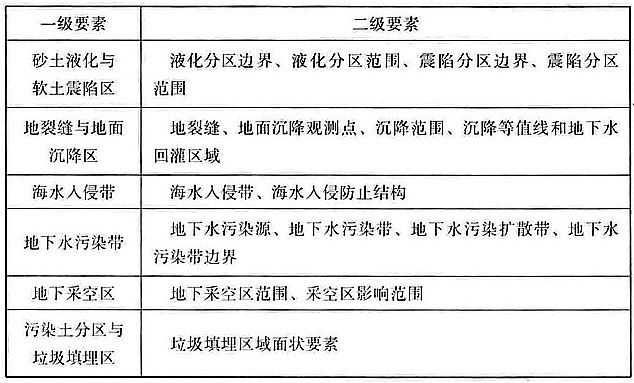 一级要素
二级要素
砂土液化与
软土震陷区
液化分区边界、液化分区范围、震陷分区边界、震陷分区
范围
地裂缝与地面
沉降区
地裂缝、地面沉降观测点、沉降范围、沉降等值线和地下水
回灌区域
海水入侵带
海水入侵带、海水入侵防止结构
地下水污染带
地下水污染源、地下水污染带、地下水污染扩散带、地下水
污染带边界
地下采空区
地下采空区范围、采空区影响范围
污染土分区与
垃圾填埋区
垃圾填埋区域面状要素